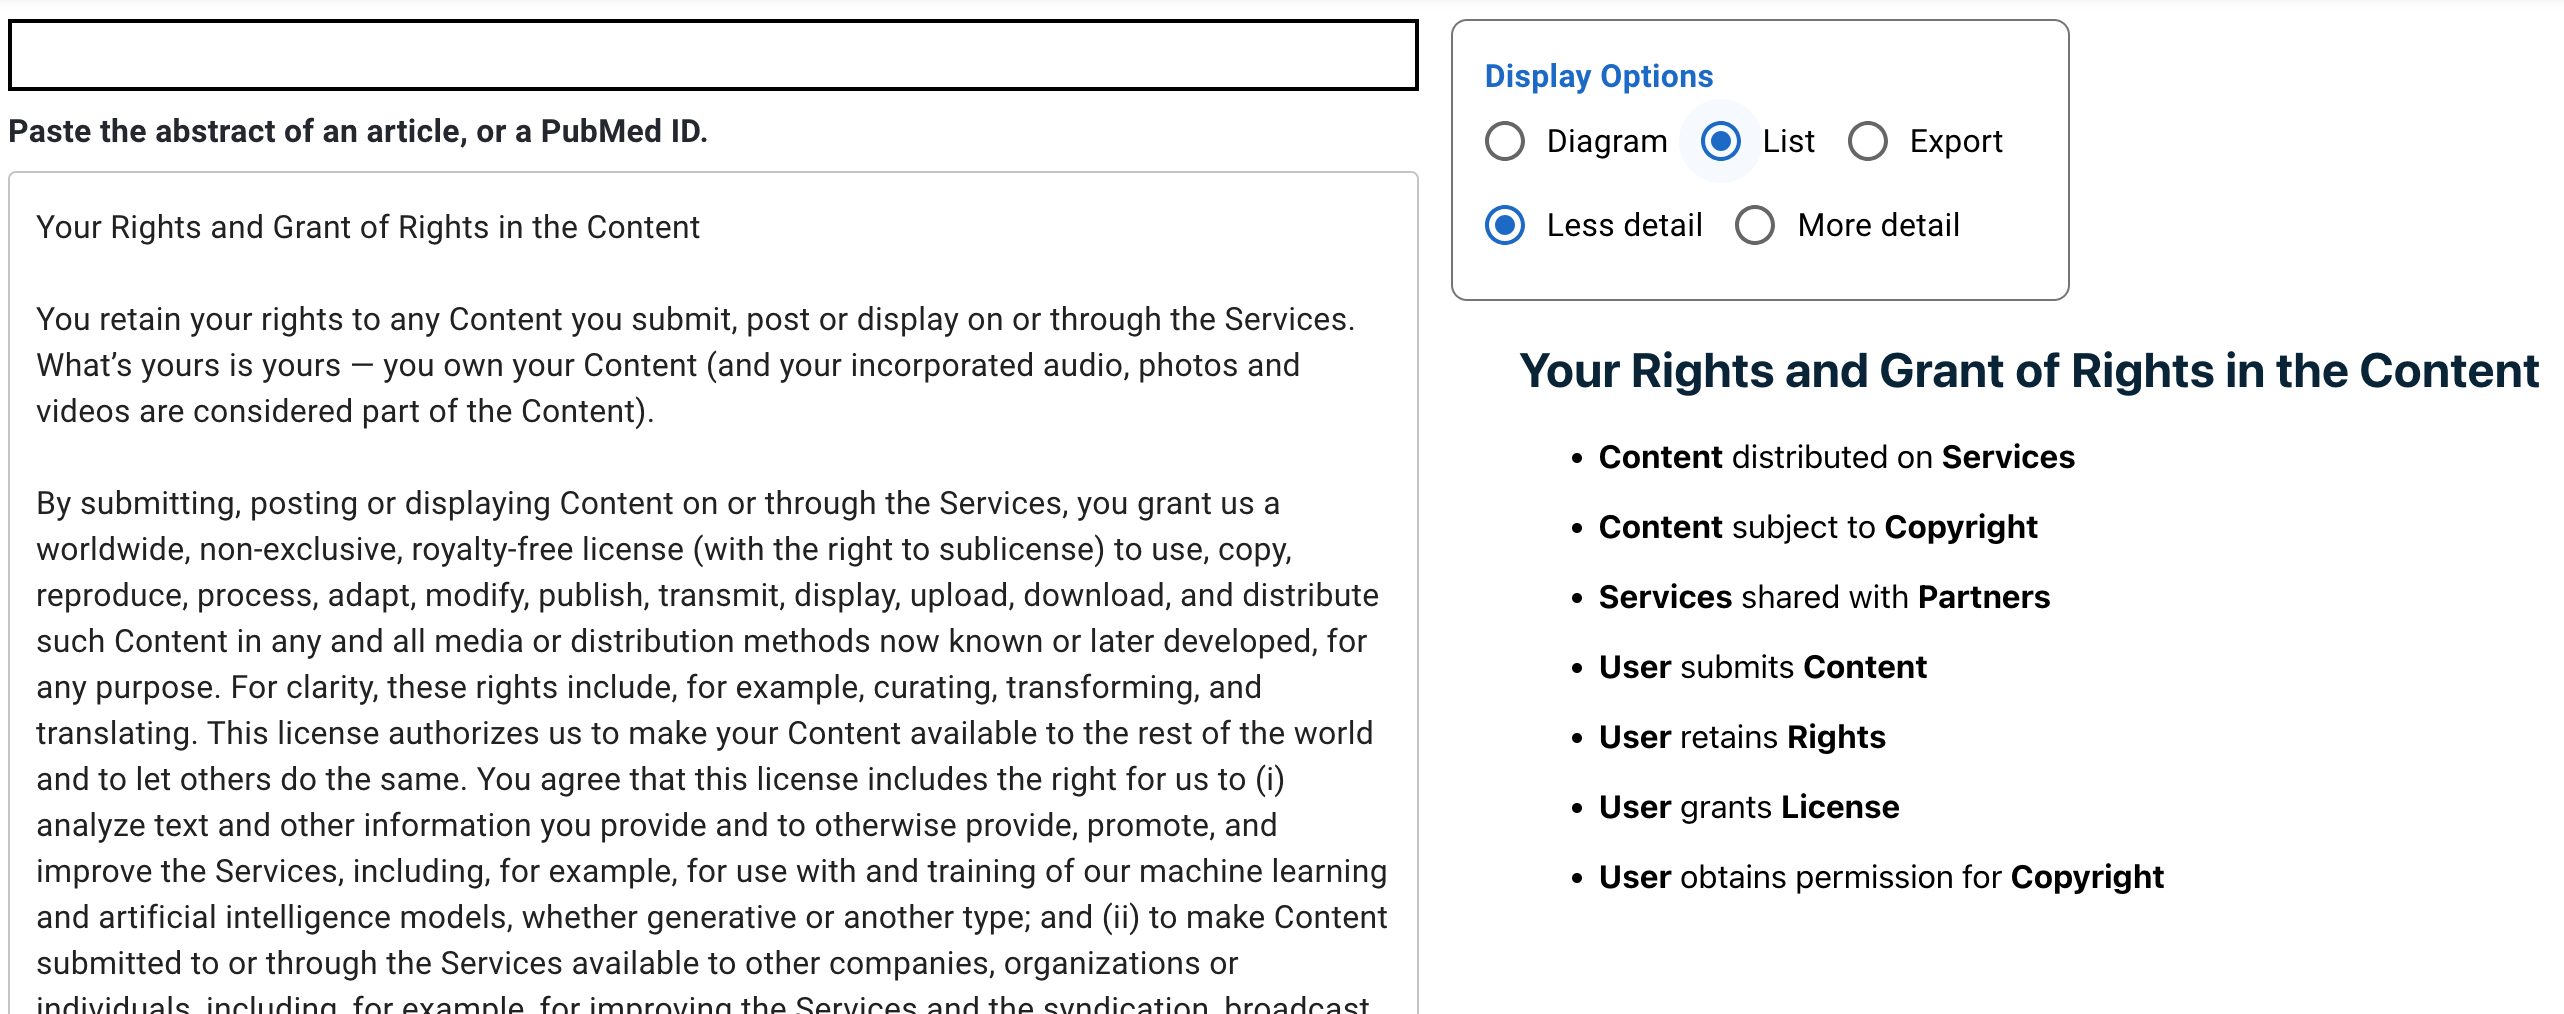 Paste the abstract of an article, or a PubMed ID.
Your Rights and Grant of Rights in the Content
You retain your rights to any Content you submit, post or display on or through the Services.
What’s yours is yours — you own your Content (and your incorporated audio, photos and
videos are considered part of the Content).
By submitting, posting or displaying Content on or through the Services, you grant us a
worldwide, non-exclusive, royalty-free license (with the right to sublicense) to use, copy,
reproduce, process, adapt, modify, publish, transmit, display, upload, download, and distribute
such Content in any and all media or distribution methods now known or later developed, for
any purpose. For clarity, these rights include, for example, curating, transforming, and
translating. This license authorizes us to make your Content available to the rest of the world
and to let others do the same. You agree that this license includes the right for us to (i)
analyze text and other information you provide and to otherwise provide, promote, and
improve the Services, including, for example, for use with and training of our machine learning
and artificial intelligence models, whether generative or another type; and (ii) to make Content
submitted to or through the Services available to other companies, organizations or
individuals, including, for example, for improving the Services and the syndication, broadcast,
Display Options
Diagram List Export
Less detail More detail
Your Rights and Grant of Rights in the Content
• Content distributed on Services
• Content subject to Copyright
• Services shared with Partners
• User submits Content
• User retains Rights
• User grants License
• User obtains permission for Copyright